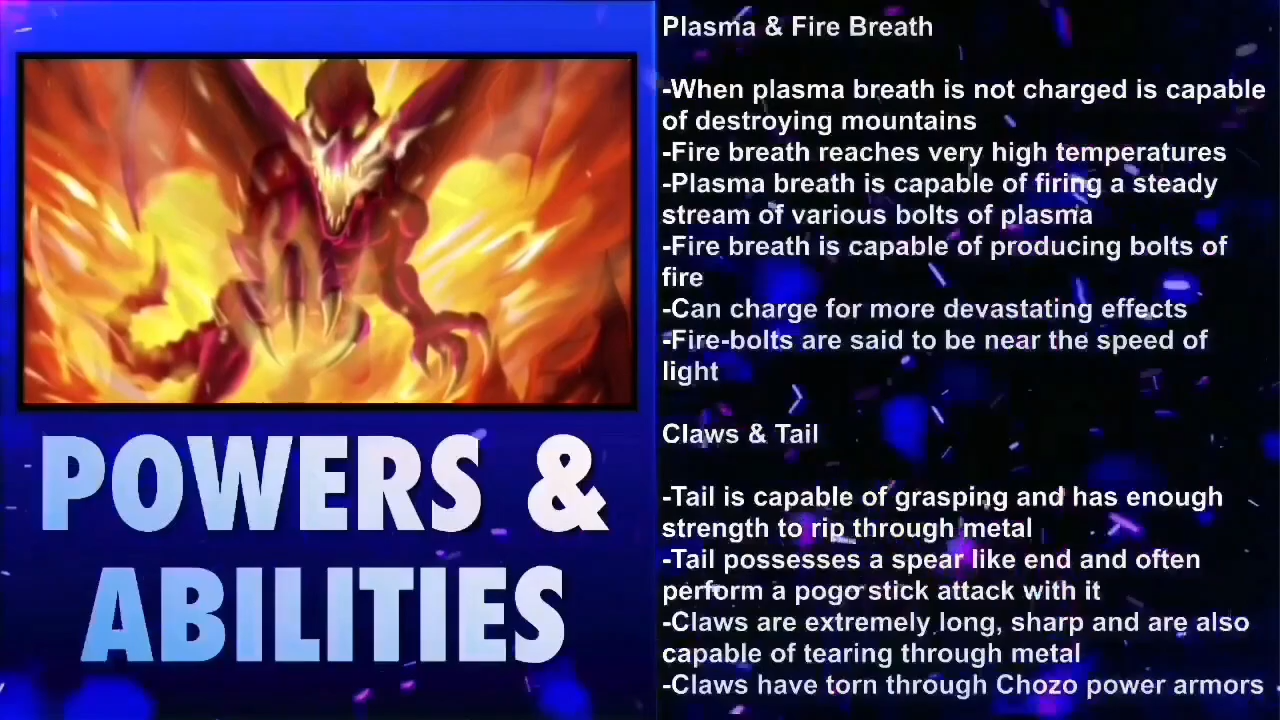 POWERS &
ABILITIES
Plasma & Fire Breath
-When plasma breath is not charged is capable
of destroying mountains
-Fire breath reaches very high temperatures
-Plasma breath is capable of firing a steady
stream of various bolts of plasma
-Fire breath is capable of producing bolts of
fire
-Can charge for more devastating effects
-Fire-bolts are said to be near the speed of
light
Claws & Tail
-Tail is capable of grasping and has enough
strength to rip through metal
-Tail possesses a spear like end and often
perform a pogo stick attack with it
-Claws are extremely long, sharp and are also
capable of tearing through metal
-Claws have torn through Chozo power armors